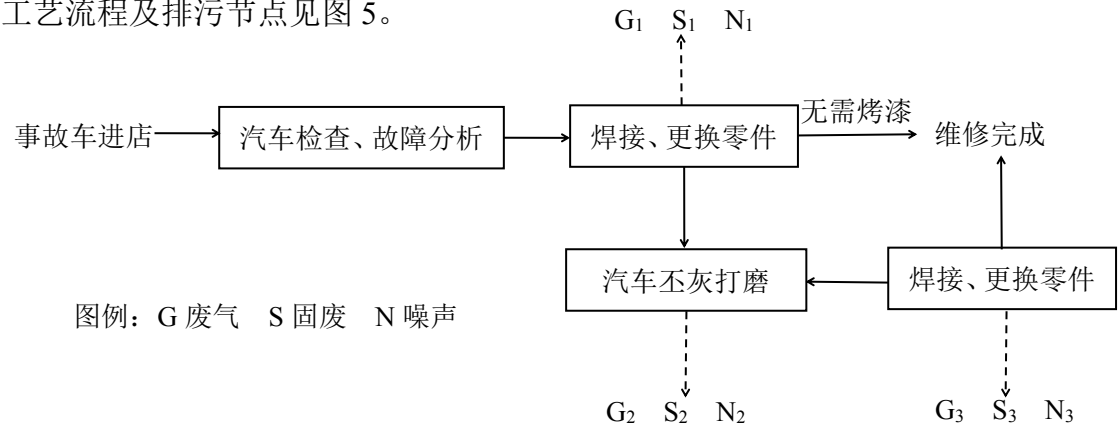 工艺流程及排污节点见图 5。
G₁ S₁ N₁
事故车进店
汽车检查、故障分析
焊接、更换零件
无需烤漆
维修完成
汽车丕灰打磨
焊接、更换零件
图例：G 废气 S 固废 N 噪声
G₂ S₂ N₂
G₃ S₃ N₃